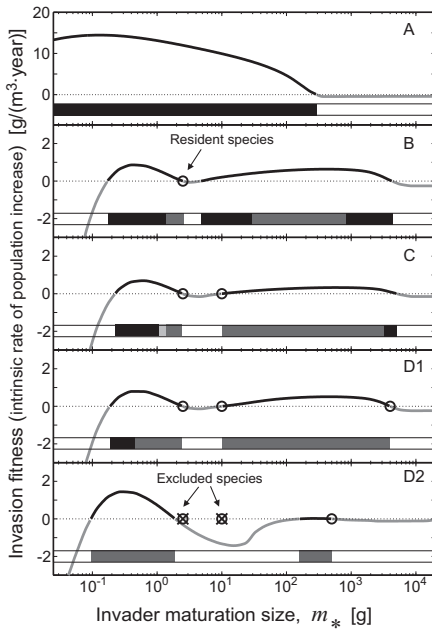 Invasion fitness (intrinsic rate of population increase) [g/(m³·year)]
20
15
10
5
0
A
2
0
-2
Resident species
B
2
0
-2
C
2
0
-2
D1
2
0
-2
Excluded species
D2
10⁻¹ 10⁰ 10¹ 10² 10³ 10⁴
Invader maturation size, m* [g]